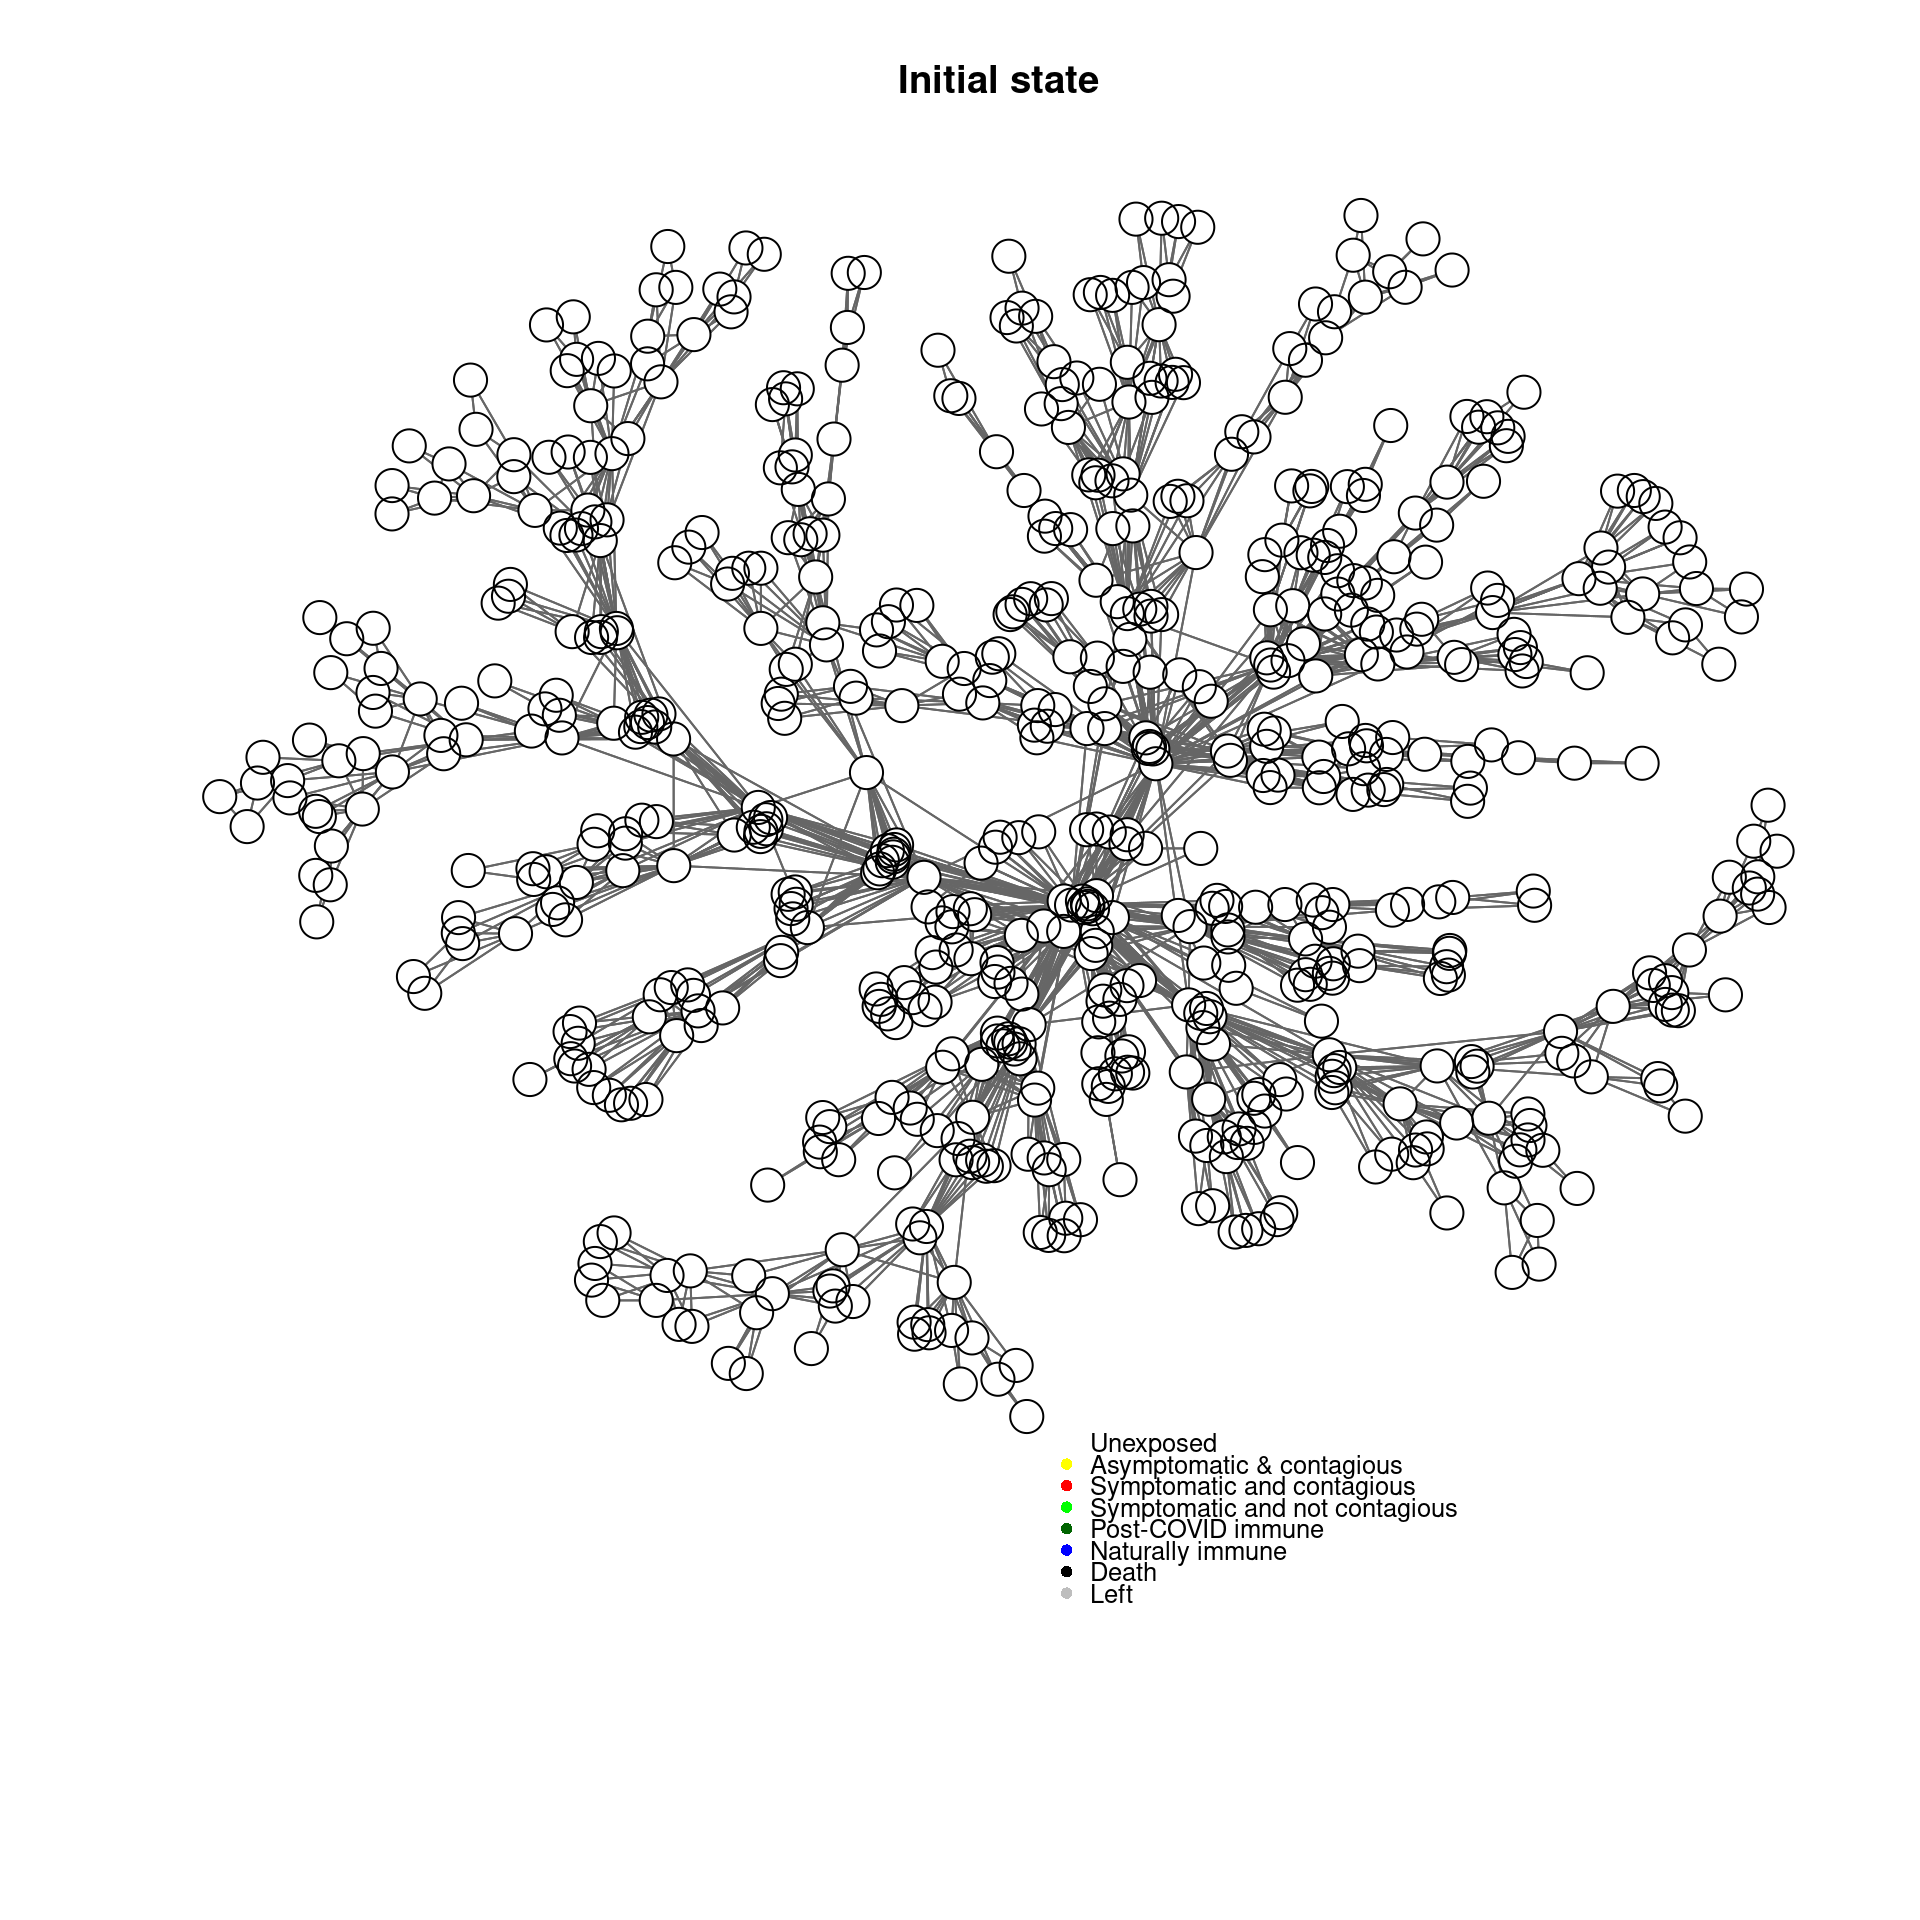 Initial state
Unexposed
Asymptomatic & contagious
Symptomatic and contagious
Symptomatic and not contagious
Post-COVID immune
Naturally immune
Death
Left